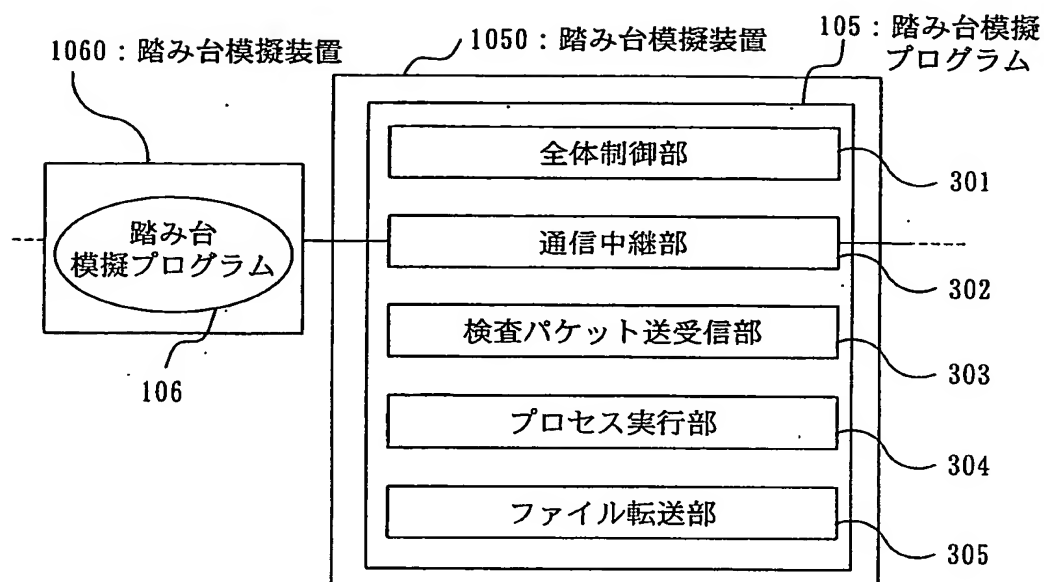 1060：踏み台模擬装置
1050：踏み台模擬装置
105：踏み台模擬
プログラム
全体制御部
301
踏み台
模擬プログラム
通信中継部
302
106
検査パケット送受信部
303
プロセス実行部
304
ファイル転送部
305